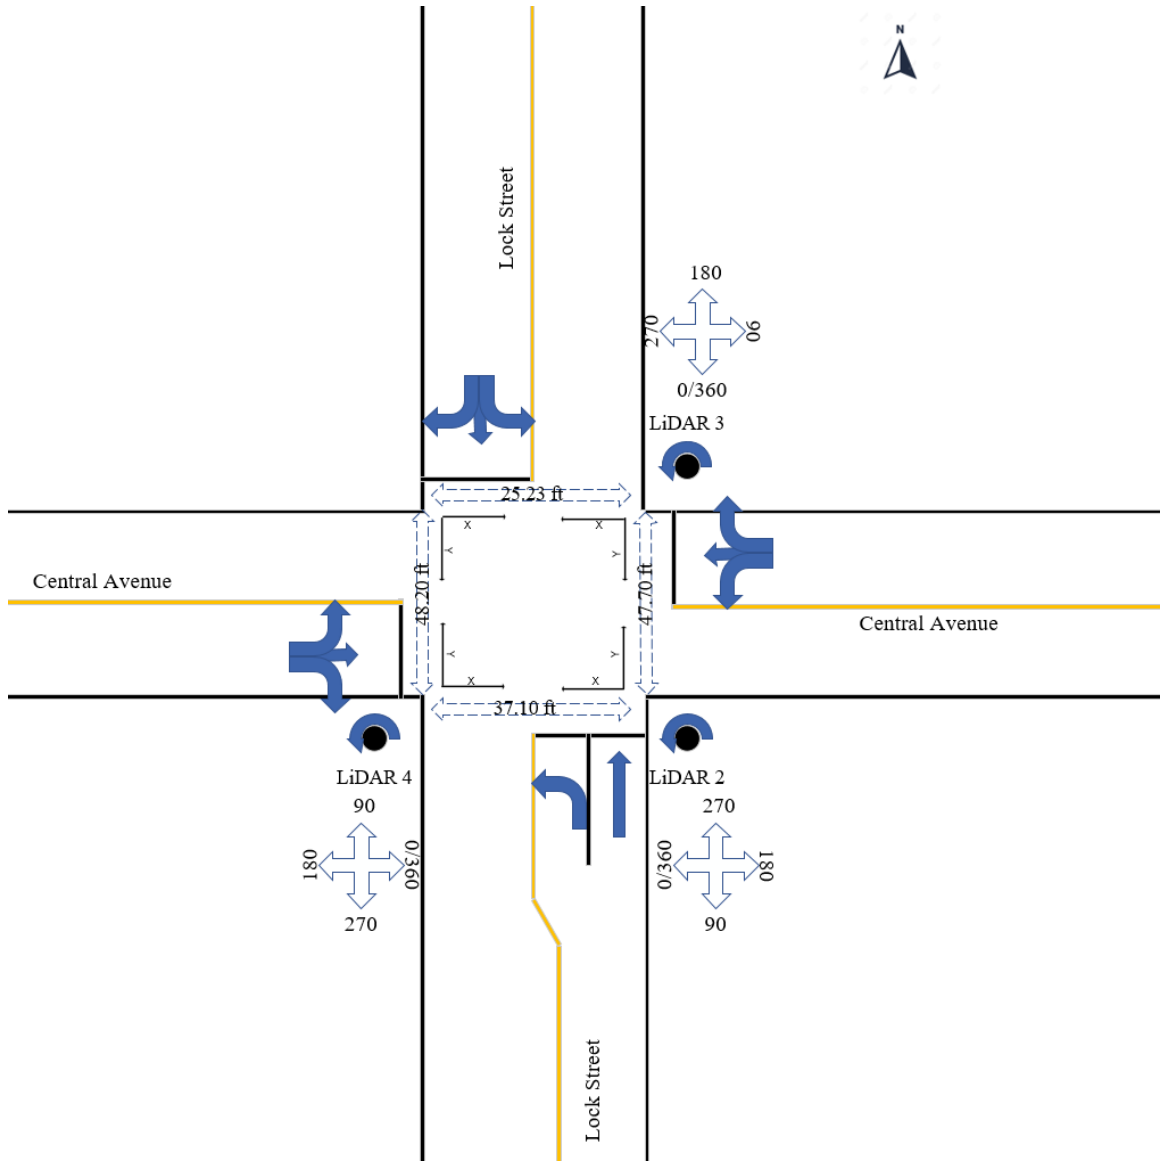 N
Lock Street
180
270
90
0/360
LiDAR 3
25.23 ft
X
X
Y
Y
Central Avenue
48.20 ft
47.70 ft
Central Avenue
Y
Y
X
X
37.10 ft
LiDAR 4
LiDAR 2
90
270
180
0/360
0/360
180
270
90
Lock Street